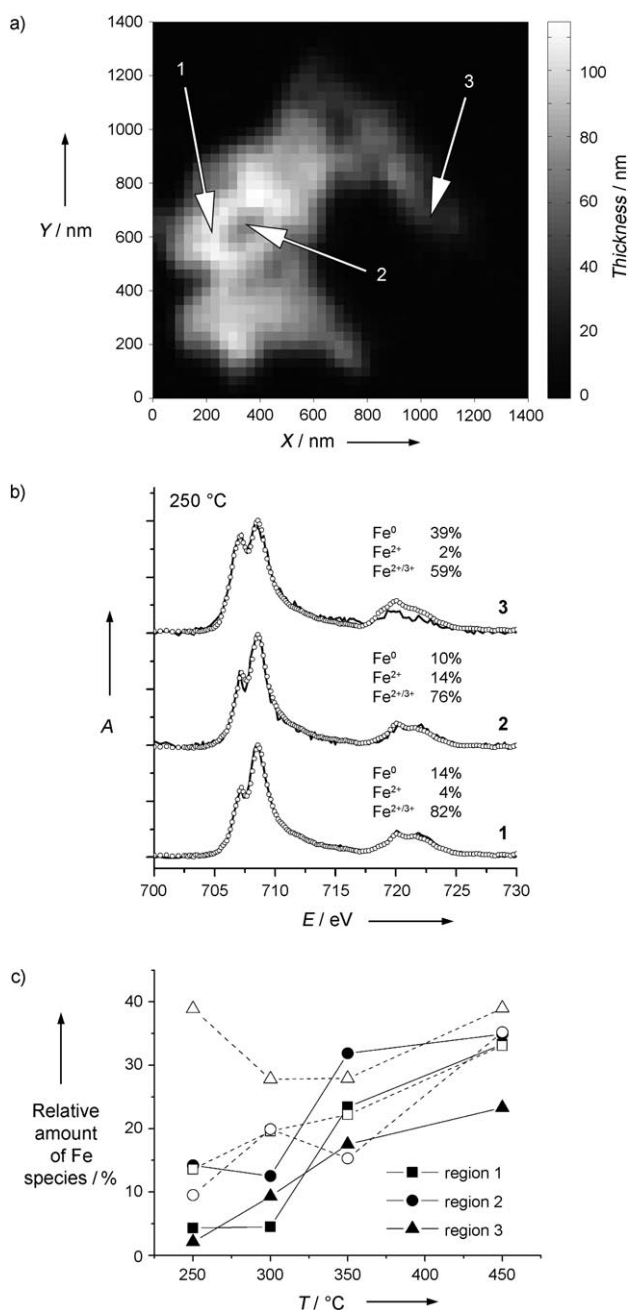 a)
1400
1200
1000
800
600
400
200
0
Y / nm
1
2
3
0 200 400 600 800 1000 1200 1400
X / nm
100
80
60
40
20
0
Thickness / nm
b)
250 °C
Fe⁰ 39%
Fe²⁺ 2%
Fe²⁺/³⁺ 59%
3
Fe⁰ 10%
Fe²⁺ 14%
Fe²⁺/³⁺ 76%
2
Fe⁰ 14%
Fe²⁺ 4%
Fe²⁺/³⁺ 82%
1
A
700 705 710 715 720 725 730
E / eV
c)
40
30
20
10
0
Relative
amount
of Fe
species / %
region 1
region 2
region 3
250 300 350 400 450
T / °C